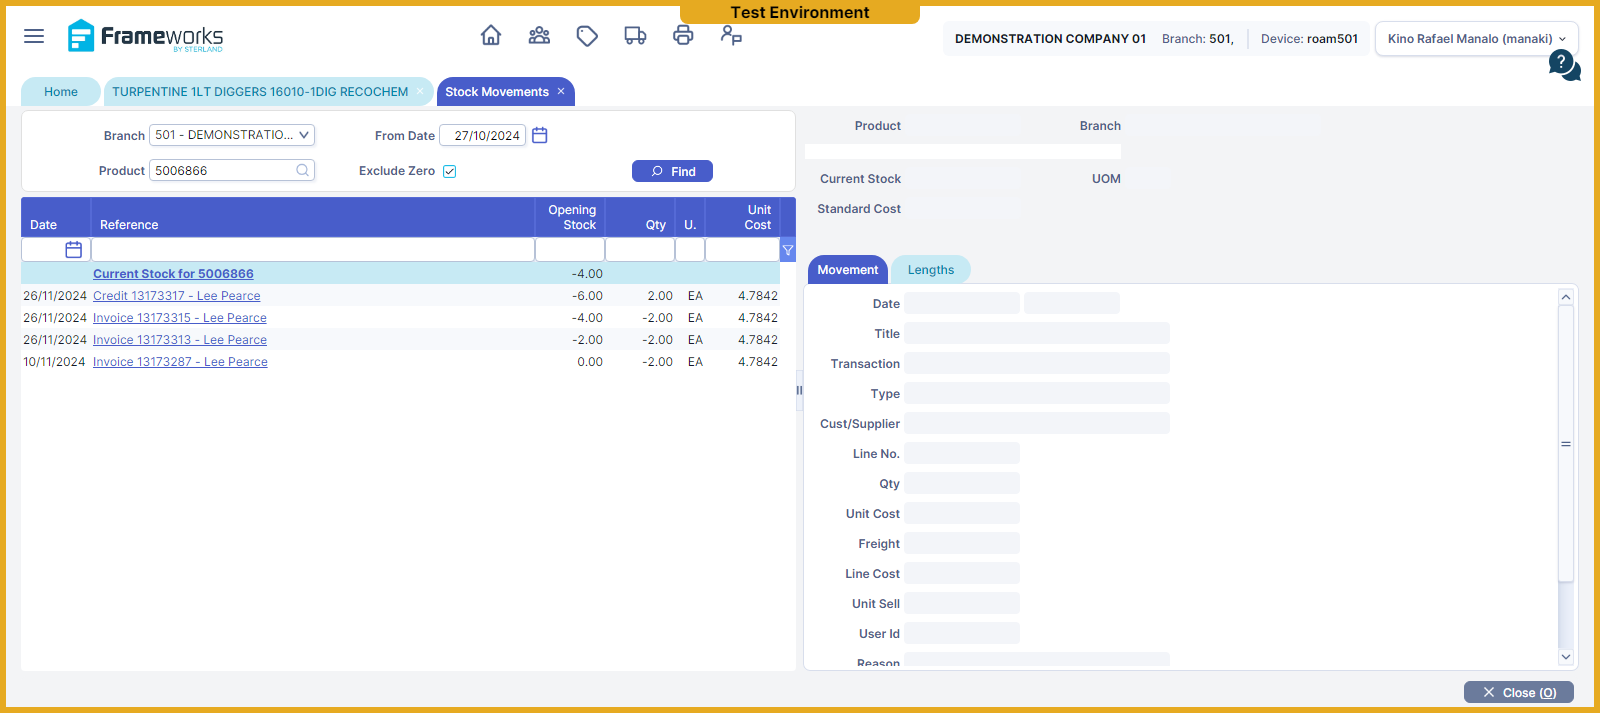 Test Environment
Frameworks
BY STERLAND
DEMONSTRATION COMPANY 01 Branch: 501, Device: roam501 Kino Rafael Manalo (manaki)
?
Home TURPENTINE 1LT DIGGERS 16010-1DIG RECOCHEM × Stock Movements ×
Branch 501 - DEMONSTRATIO... From Date 27/10/2024
Product 5006866 Exclude Zero Find
Date Reference Opening Stock Qty U. Unit Cost
Current Stock for 5006866 -4.00
26/11/2024 Credit 13173317 - Lee Pearce -6.00 2.00 EA 4.7842
26/11/2024 Invoice 13173315 - Lee Pearce -4.00 -2.00 EA 4.7842
26/11/2024 Invoice 13173313 - Lee Pearce -2.00 -2.00 EA 4.7842
10/11/2024 Invoice 13173287 - Lee Pearce 0.00 -2.00 EA 4.7842
Product Branch
Current Stock UOM
Standard Cost
Movement Lengths
Date
Title
Transaction
Type
Cust/Supplier
Line No.
Qty
Unit Cost
Freight
Line Cost
Unit Sell
User Id
Reason
Close (O)